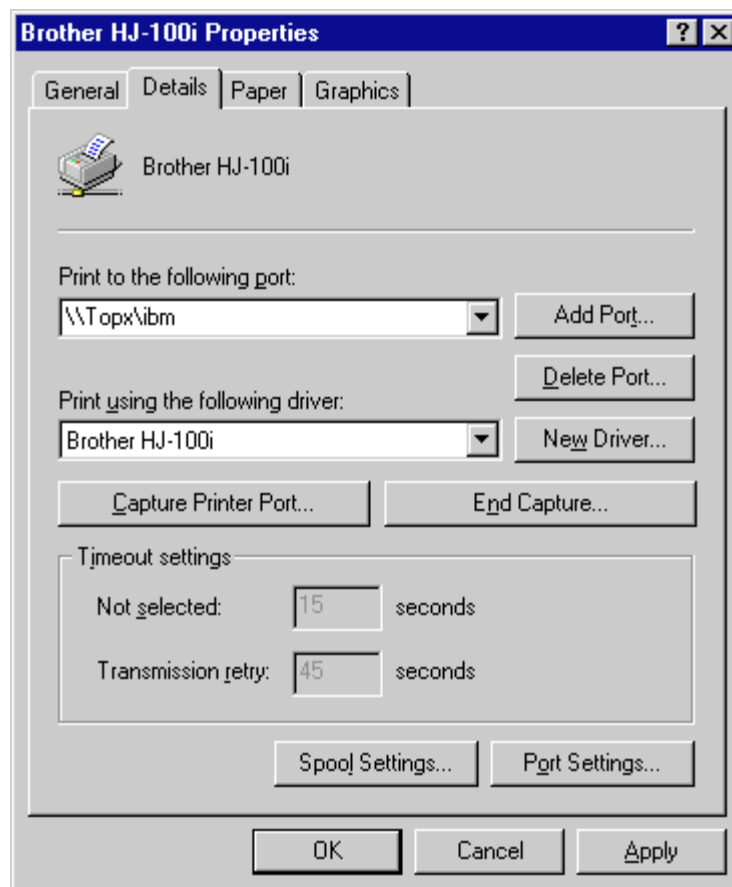 Brother HJ-100i Properties
General Details Paper Graphics
Brother HJ-100i
Print to the following port:
\\Topx\ibm
Add Port...
Delete Port...
Print using the following driver:
Brother HJ-100i
New Driver...
Capture Printer Port... End Capture...
Timeout settings
Not selected: 15 seconds
Transmission retry: 45 seconds
Spool Settings... Port Settings...
OK Cancel Apply